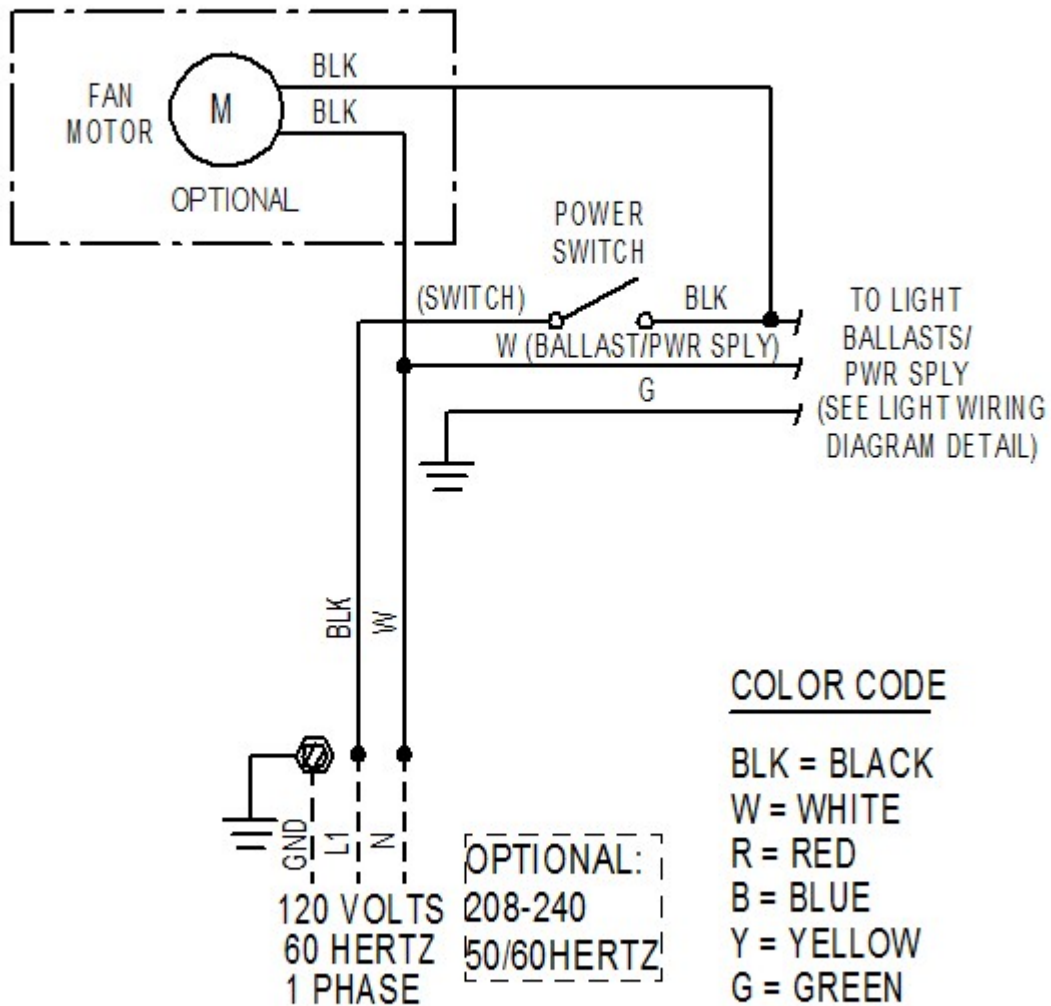 BLK
FAN
MOTOR
M
BLK
OPTIONAL
POWER
SWITCH
(SWITCH)
BLK
W (BALLAST/PWR SPLY)
G
TO LIGHT
BALLASTS/
PWR SPLY
(SEE LIGHT WIRING
DIAGRAM DETAIL)
BLK
W
GND
L1
N
120 VOLTS
60 HERTZ
1 PHASE
OPTIONAL:
208-240
50/60HERTZ
COLOR CODE
BLK = BLACK
W = WHITE
R = RED
B = BLUE
Y = YELLOW
G = GREEN